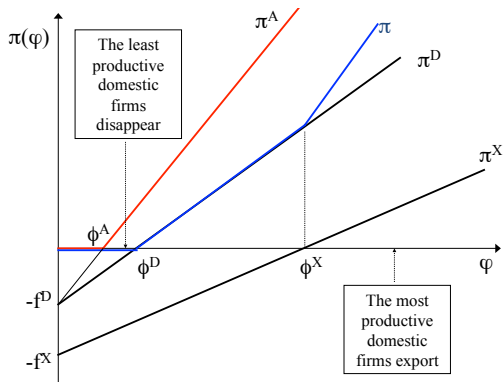 π(φ)
π^A
π
π^D
The least
productive
domestic
firms
disappear
π^X
ϕ^A
ϕ^D
ϕ^X
φ
-f^D
The most
productive
domestic
firms export
-f^X